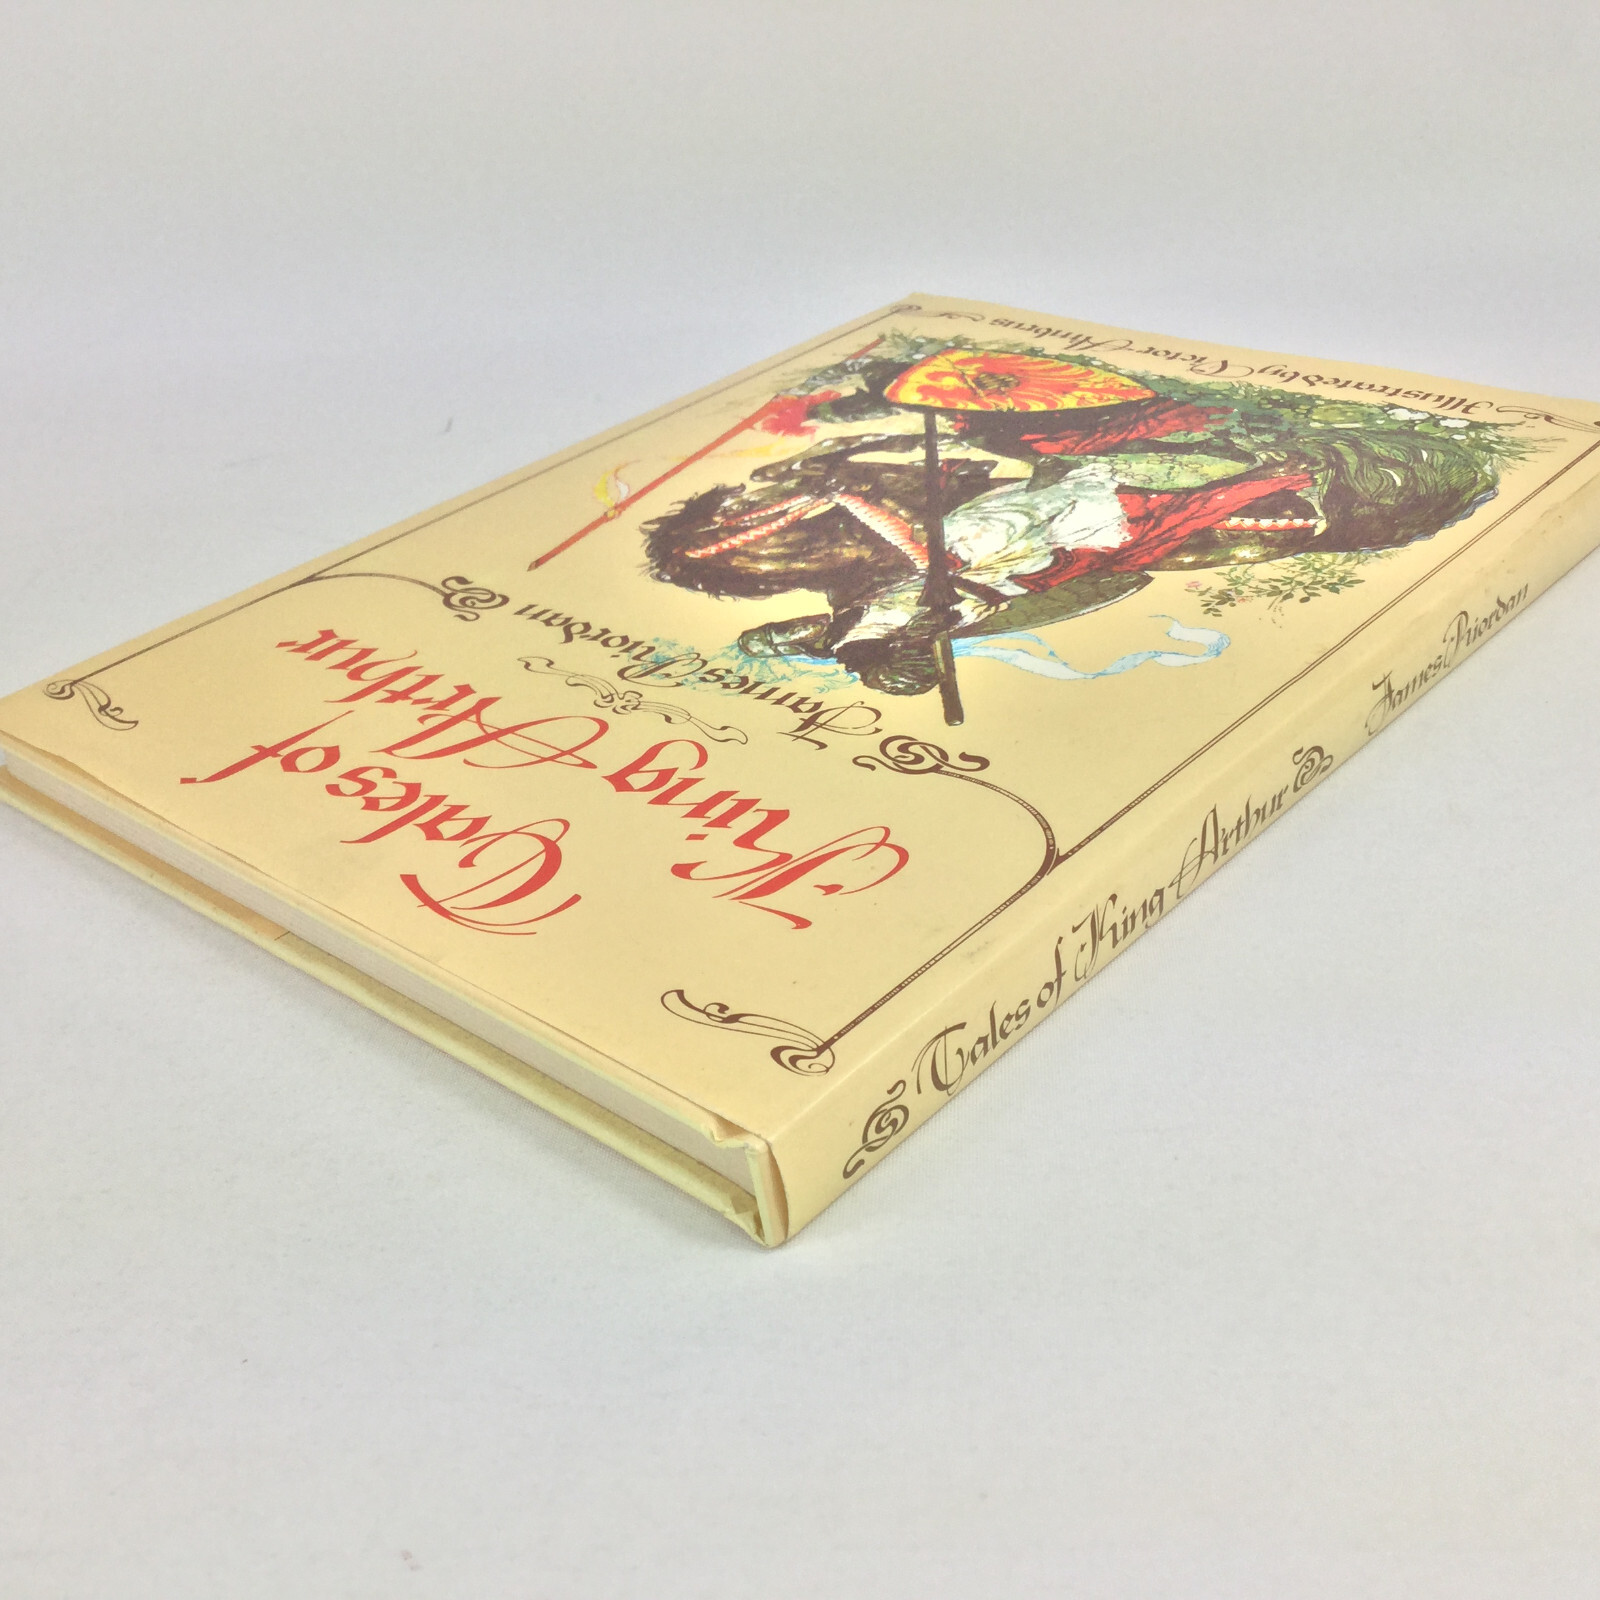 Tales of
King Arthur
James Riordan
Illustrated by Victor Ambrus
Tales of King Arthur James Riordan